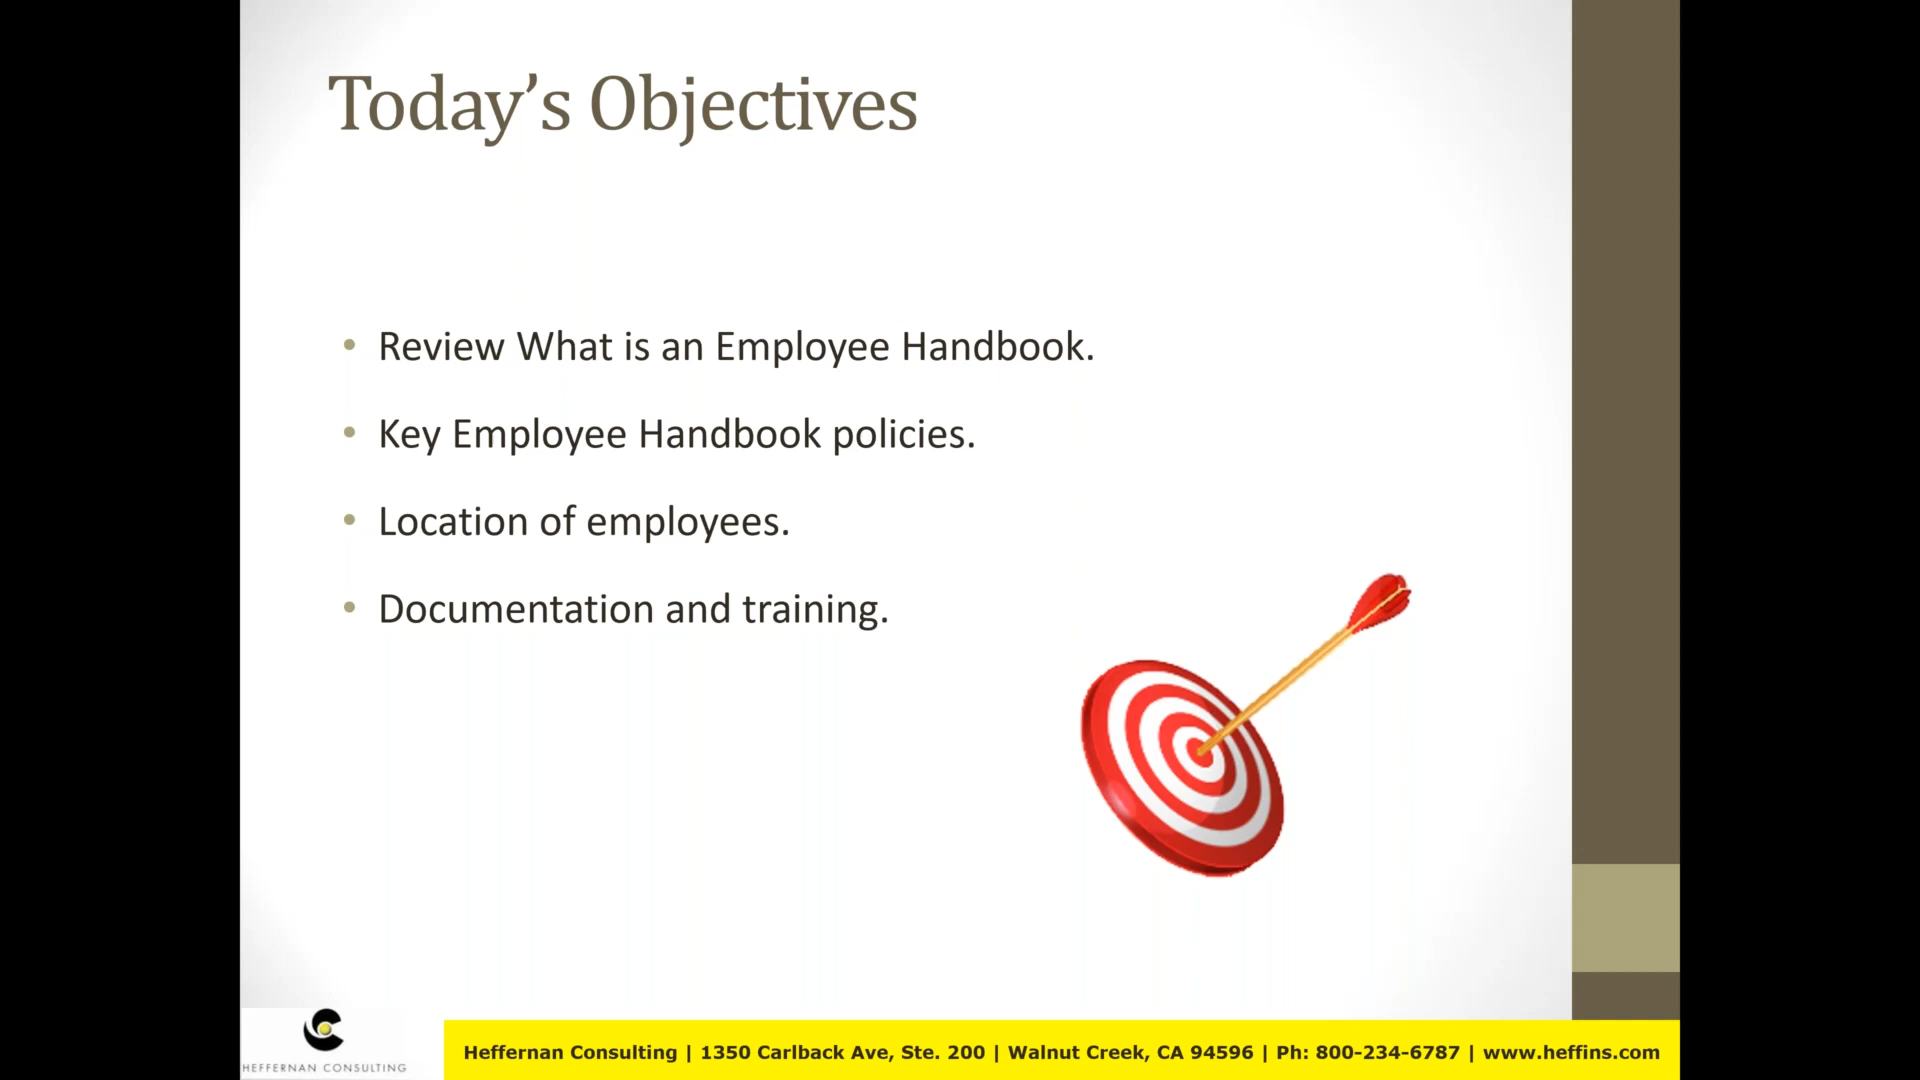 Today’s Objectives
• Review What is an Employee Handbook.
• Key Employee Handbook policies.
• Location of employees.
• Documentation and training.
HEFFERNAN CONSULTING
Heffernan Consulting | 1350 Carlback Ave, Ste. 200 | Walnut Creek, CA 94596 | Ph: 800-234-6787 | www.heffins.com